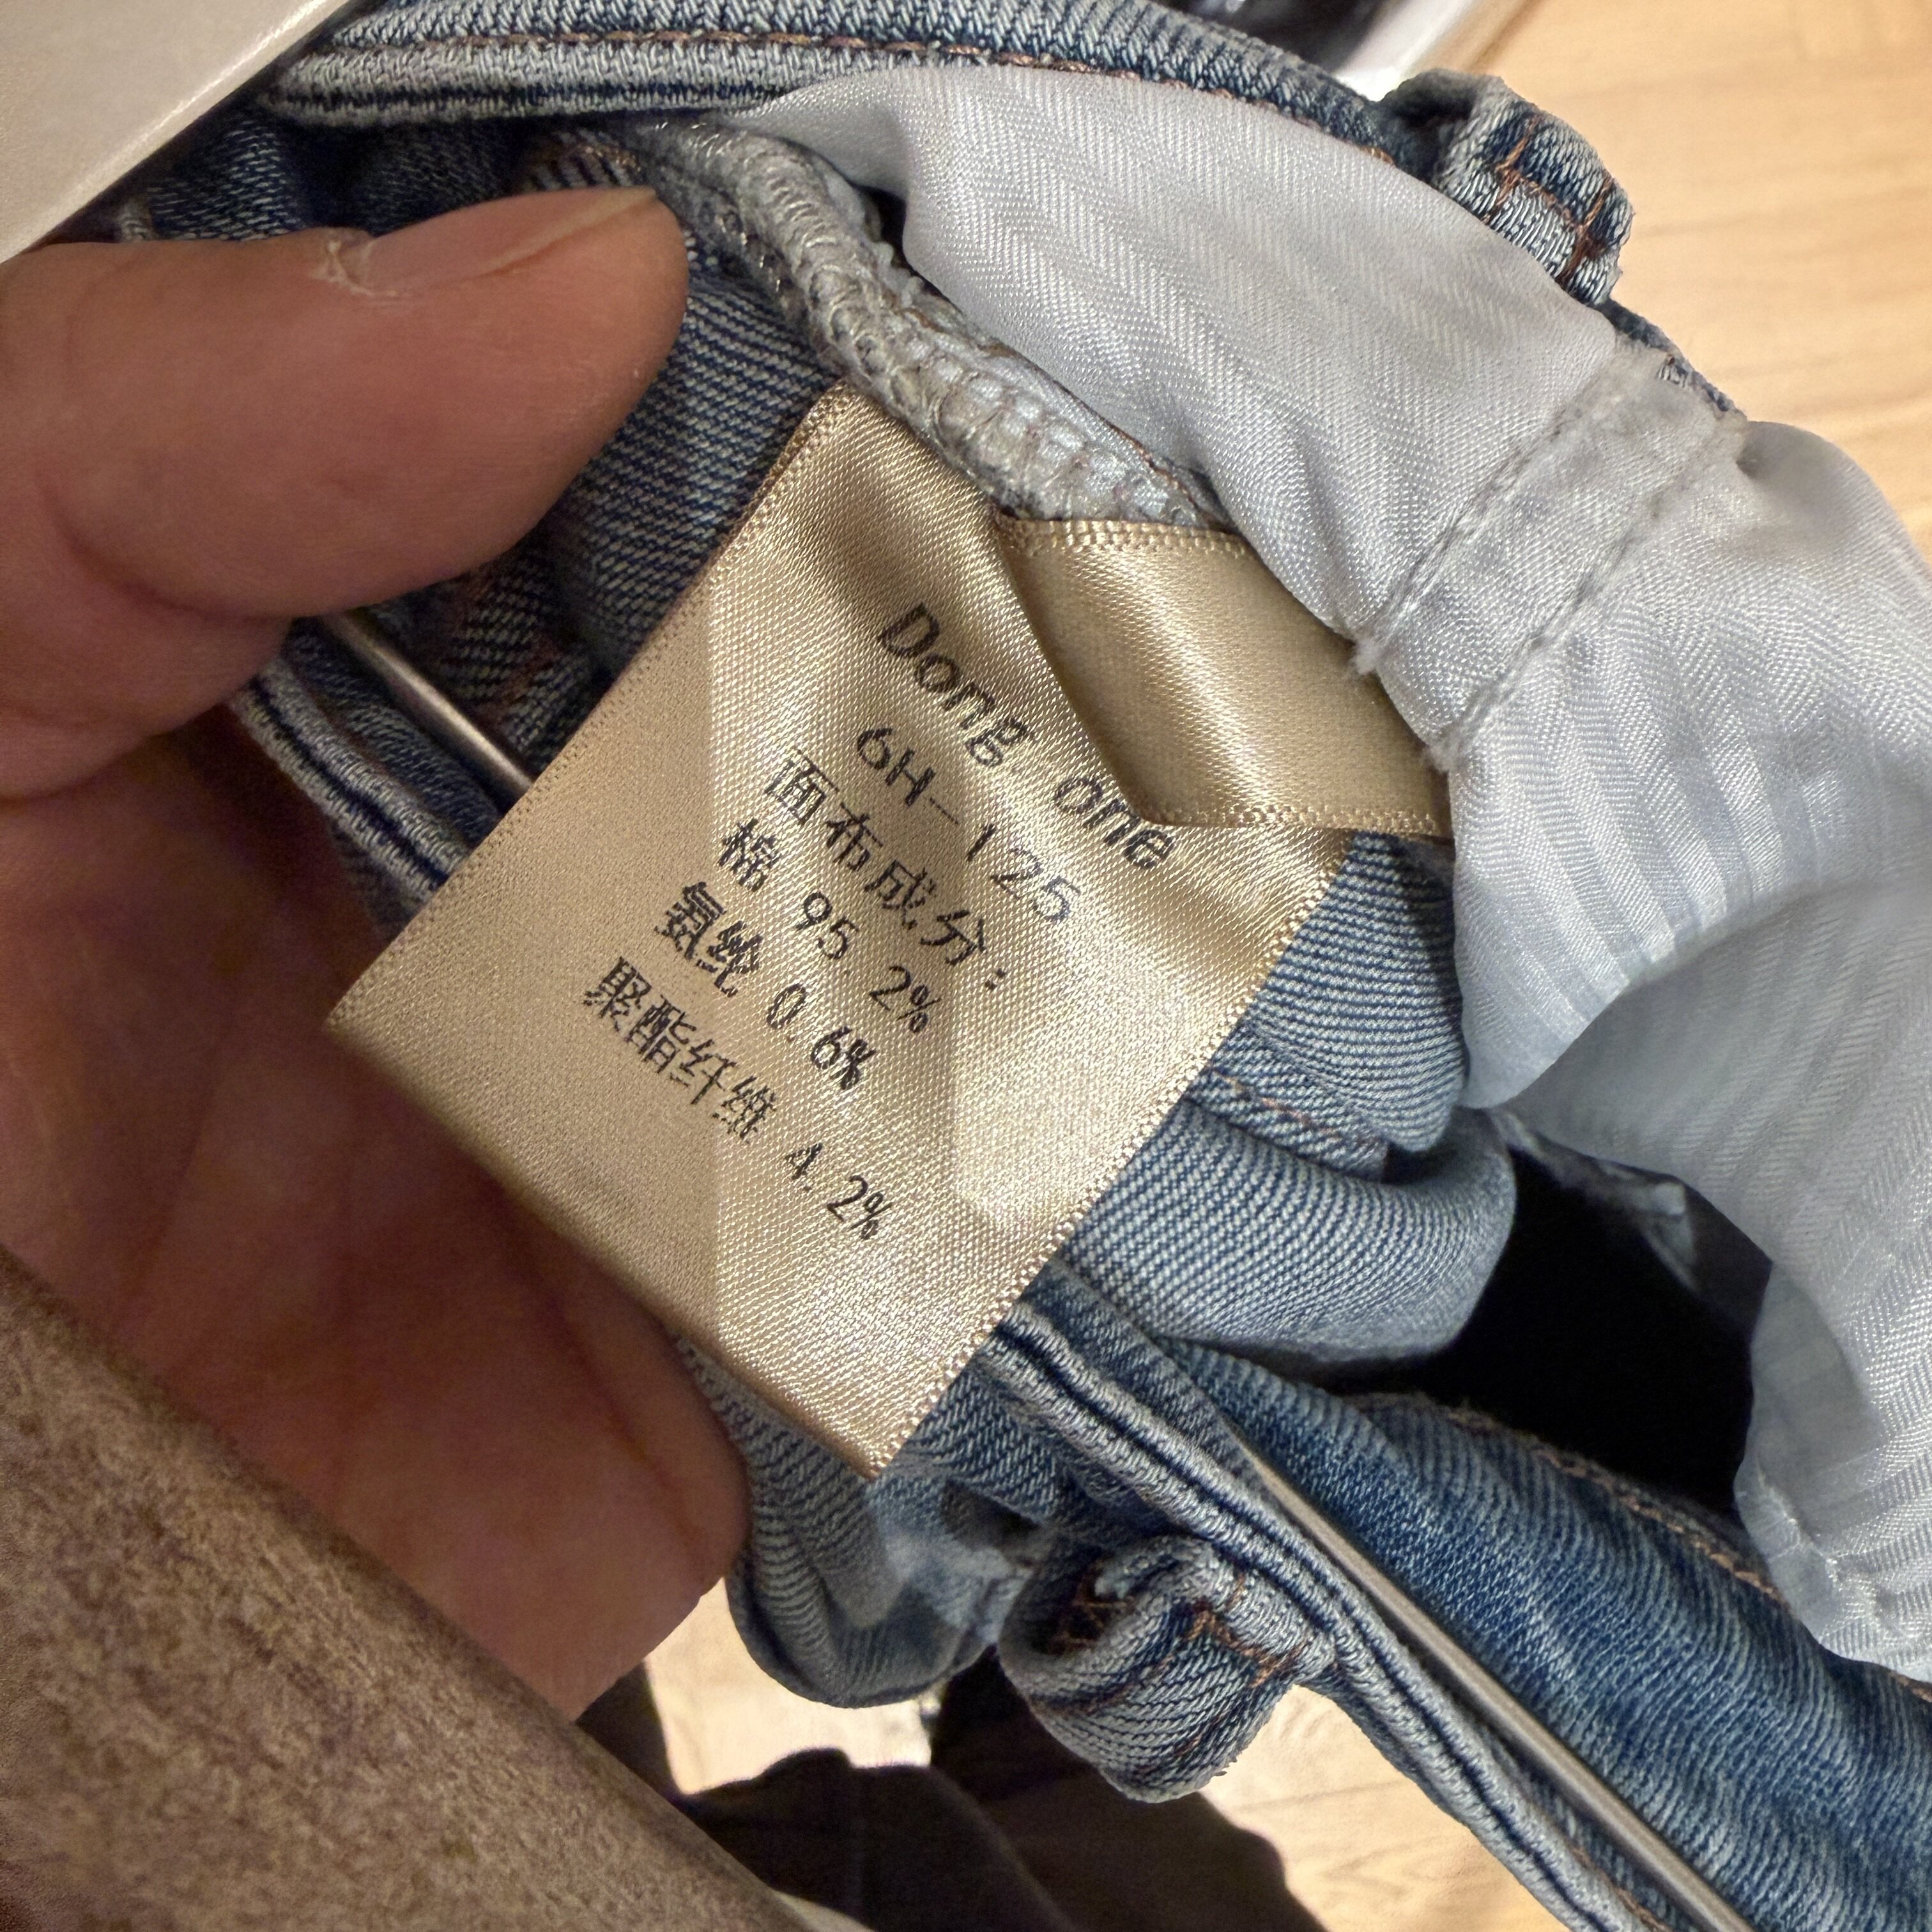 Dong one
6H-125
面布成分:
棉 95.2%
氨纶 0.6%
聚酯纤维 4.2%